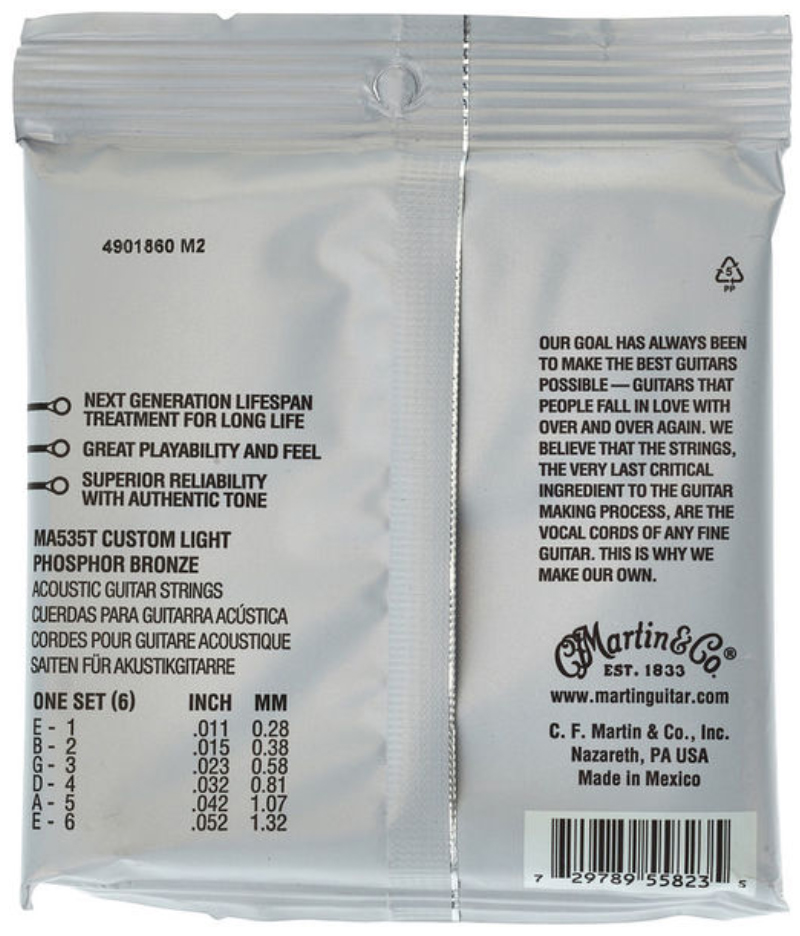 4901860 M2
5
PP
NEXT GENERATION LIFESPAN
TREATMENT FOR LONG LIFE
GREAT PLAYABILITY AND FEEL
SUPERIOR RELIABILITY
WITH AUTHENTIC TONE
MA535T CUSTOM LIGHT
PHOSPHOR BRONZE
ACOUSTIC GUITAR STRINGS
CUERDAS PARA GUITARRA ACÚSTICA
CORDES POUR GUITARE ACOUSTIQUE
SAITEN FÜR AKUSTIKGITARRE
ONE SET (6) INCH MM
E - 1 .011 0.28
B - 2 .015 0.38
G - 3 .023 0.58
D - 4 .032 0.81
A - 5 .042 1.07
E - 6 .052 1.32
OUR GOAL HAS ALWAYS BEEN
TO MAKE THE BEST GUITARS
POSSIBLE — GUITARS THAT
PEOPLE FALL IN LOVE WITH
OVER AND OVER AGAIN. WE
BELIEVE THAT THE STRINGS,
THE VERY LAST CRITICAL
INGREDIENT TO THE GUITAR
MAKING PROCESS, ARE THE
VOCAL CORDS OF ANY FINE
GUITAR. THIS IS WHY WE
MAKE OUR OWN.
CFMartin & Co.®
EST. 1833
www.martinguitar.com
C. F. Martin & Co., Inc.
Nazareth, PA USA
Made in Mexico
7 29789 55823 5